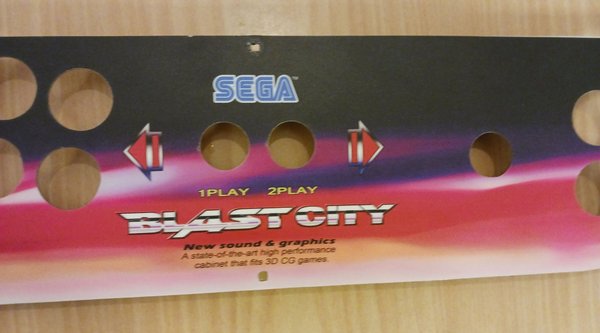 SEGA™
1PLAY 2PLAY
BLAST CITY
New sound & graphics
A state-of-the-art high performance
cabinet that fits 3D CG games.